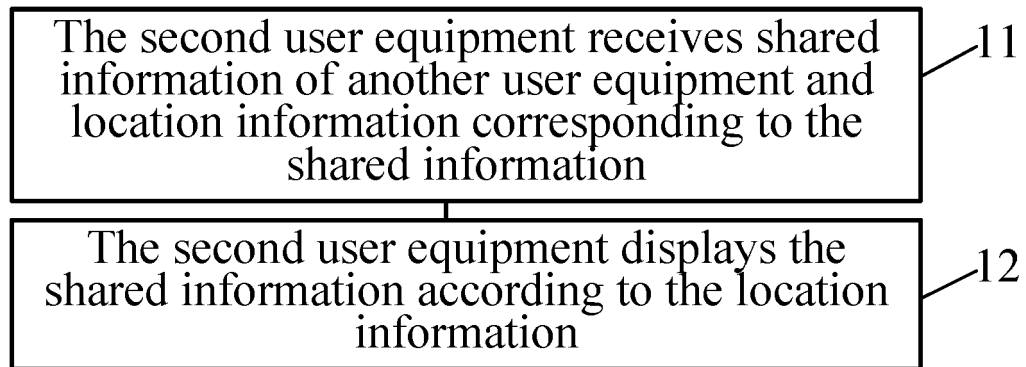 The second user equipment receives shared
information of another user equipment and
location information corresponding to the
shared information
11
The second user equipment displays the
shared information according to the location
information
12